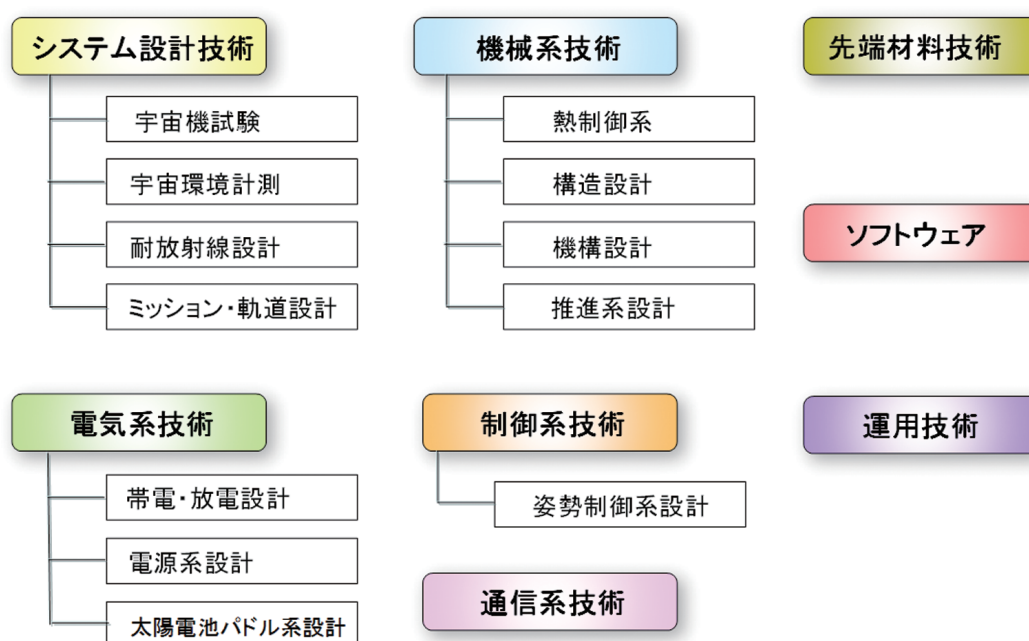 システム設計技術
宇宙機試験
宇宙環境計測
耐放射線設計
ミッション・軌道設計
機械系技術
熱制御系
構造設計
機構設計
推進系設計
先端材料技術
ソフトウェア
電気系技術
帯電・放電設計
電源系設計
太陽電池パドル系設計
制御系技術
姿勢制御系設計
通信系技術
運用技術